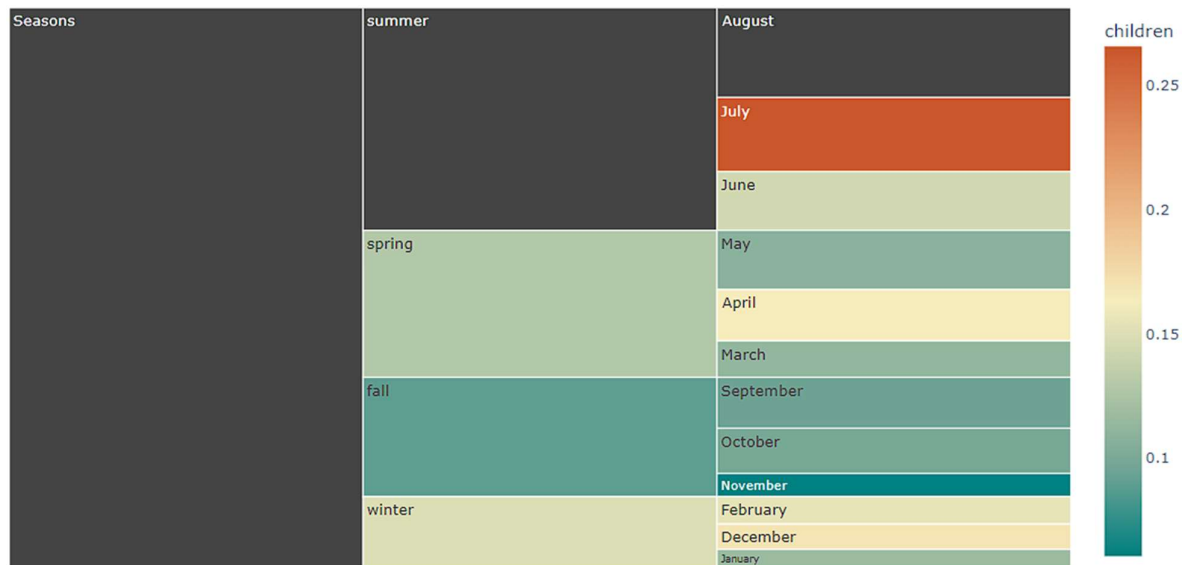 Seasons
summer
August
July
June
spring
May
April
March
fall
September
October
November
winter
February
December
January
children
0.25
0.2
0.15
0.1